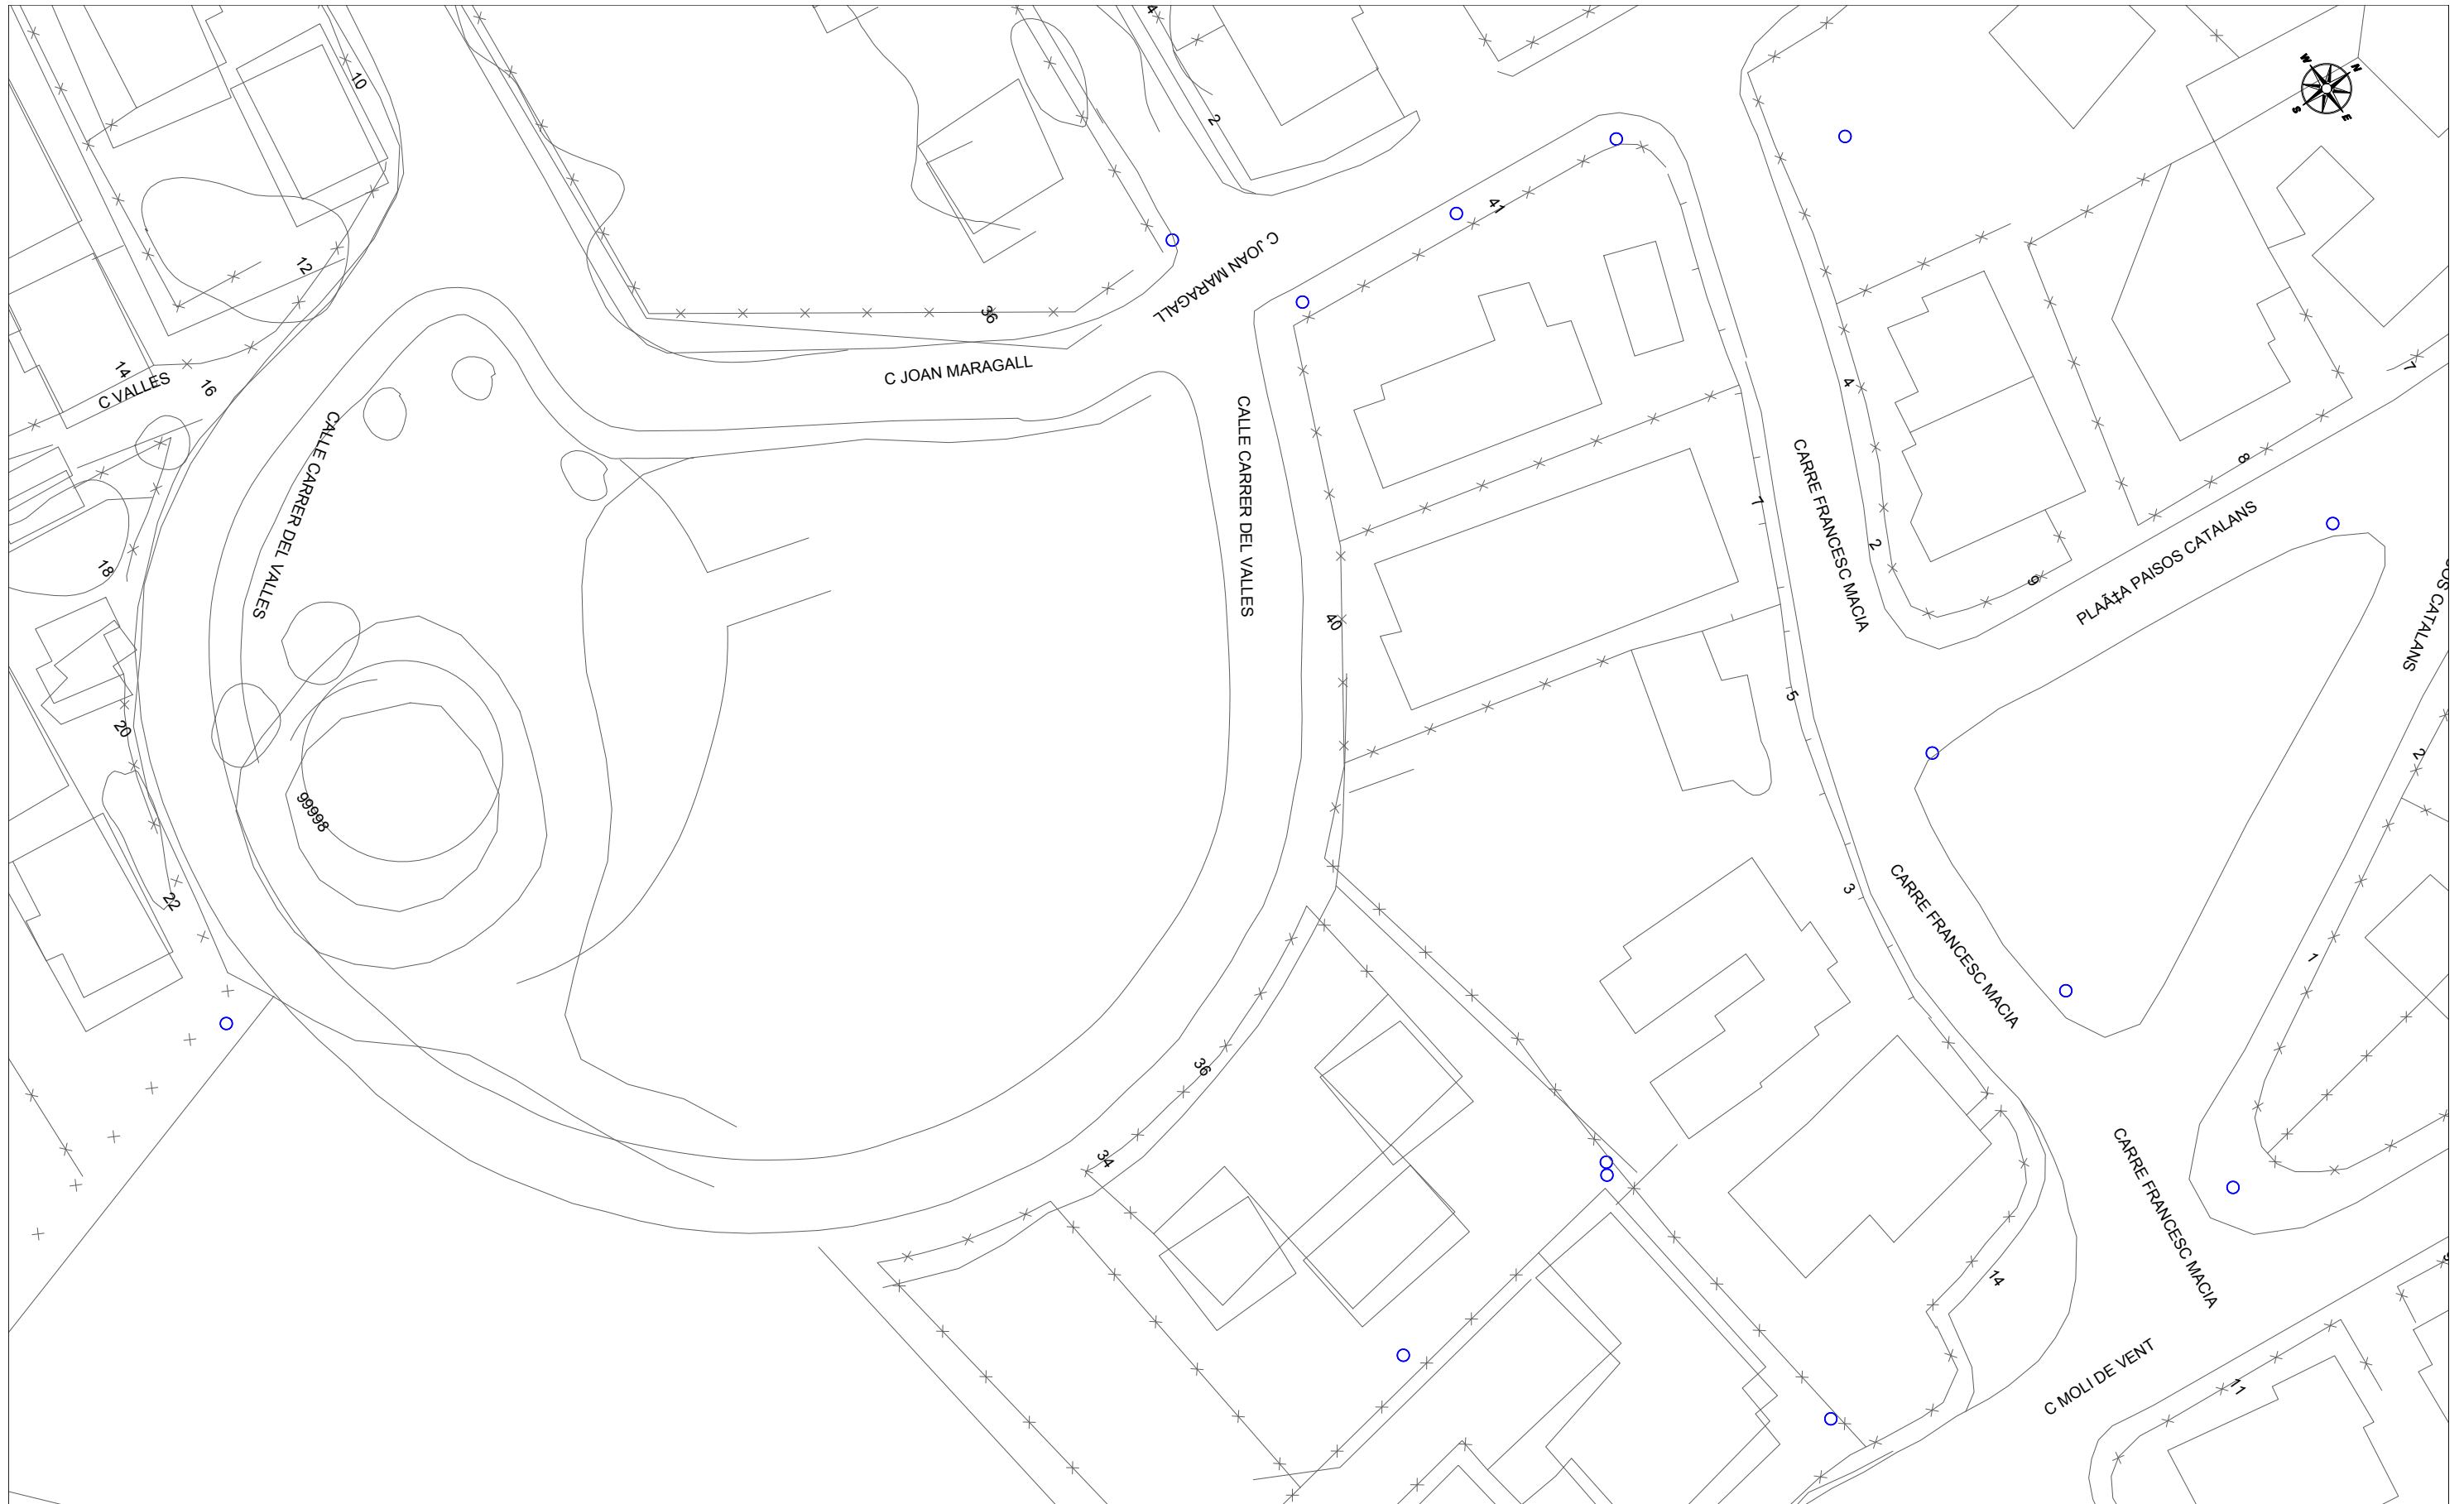 4
10
2
W
N
S
E
41
12
C JOAN MARAGALL
36
C JOAN MARAGALL
14
C VALLES
16
4
7
CALLE CARRER DEL VALLES
CALLE CARRER DEL VALLES
CARRE FRANCESC MACIA
8
7
2
PLAÃ‡A PAISOS CATALANS
18
9
40
CATALANS
5
20
2
99998
22
3
CARRE FRANCESC MACIA
1
36
34
CARRE FRANCESC MACIA
14
C MOLI DE VENT
11